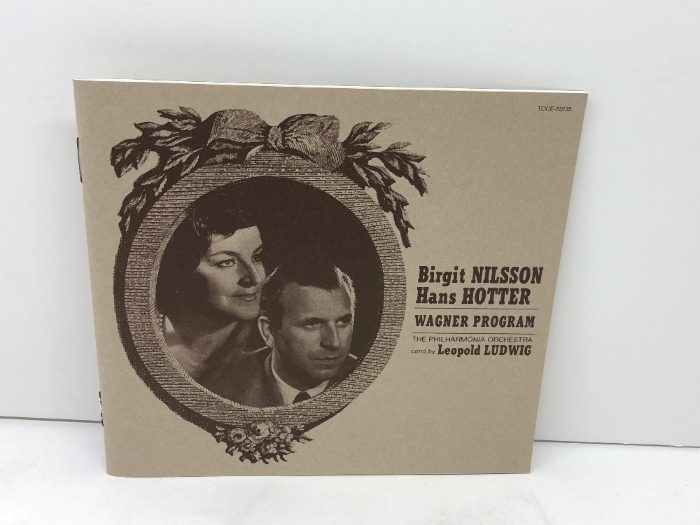 Birgit NILSSON
Hans HOTTER
WAGNER PROGRAM
THE PHILHARMONIA ORCHESTRA
cond.by Leopold LUDWIG